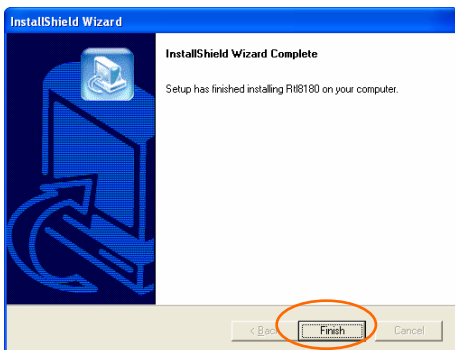 InstallShield Wizard
InstallShield Wizard Complete
Setup has finished installing Rtl8180 on your computer.
< Back Finish Cancel